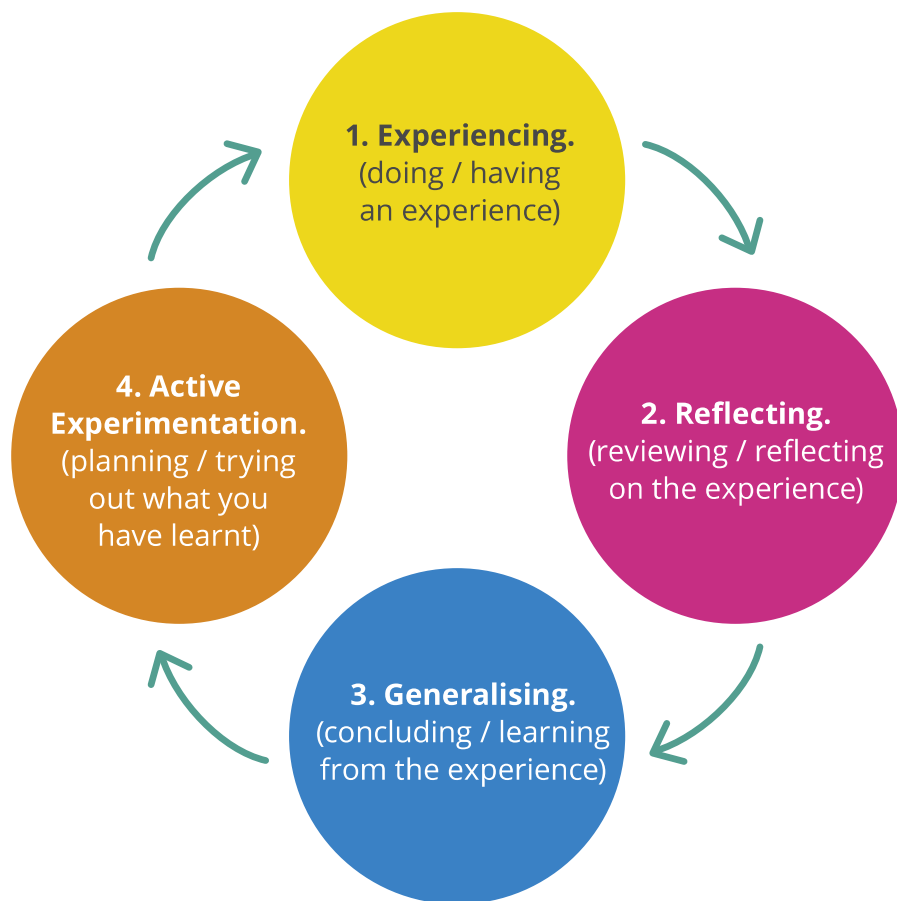 1. Experiencing.
(doing / having
an experience)
2. Reflecting.
(reviewing / reflecting
on the experience)
3. Generalising.
(concluding / learning
from the experience)
4. Active
Experimentation.
(planning / trying
out what you
have learnt)